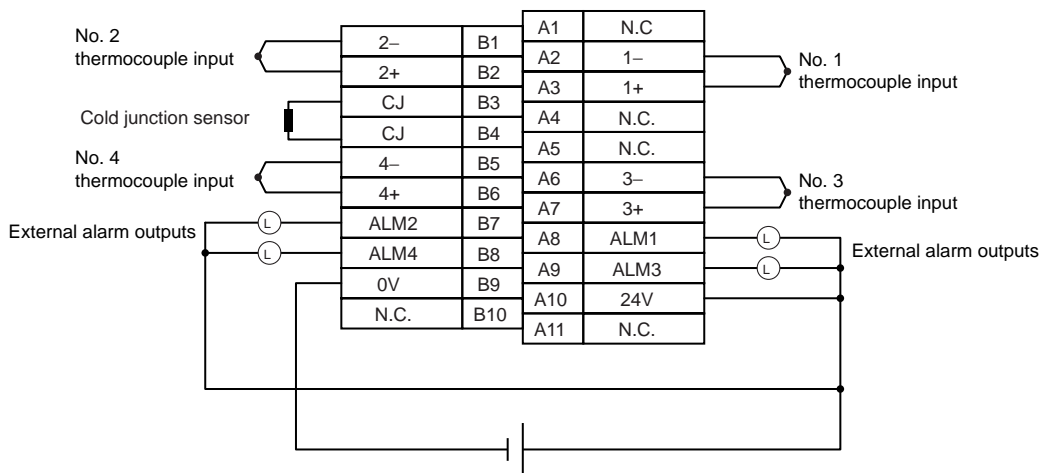 No. 2
thermocouple input
Cold junction sensor
No. 4
thermocouple input
External alarm outputs
L
L
2− B1
2+ B2
CJ B3
CJ B4
4− B5
4+ B6
ALM2 B7
ALM4 B8
0V B9
N.C. B10
A1 N.C
A2 1−
A3 1+
A4 N.C.
A5 N.C.
A6 3−
A7 3+
A8 ALM1
A9 ALM3
A10 24V
A11 N.C.
No. 1
thermocouple input
No. 3
thermocouple input
L
L
External alarm outputs